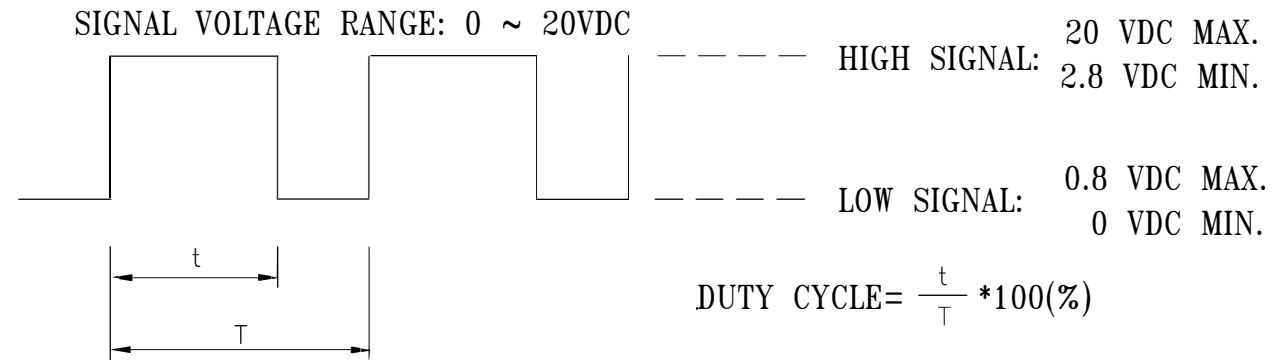 SIGNAL VOLTAGE RANGE: 0 ~ 20VDC
HIGH SIGNAL: 20 VDC MAX.
2.8 VDC MIN.
LOW SIGNAL: 0.8 VDC MAX.
0 VDC MIN.
t
T
DUTY CYCLE= t/T *100(%)